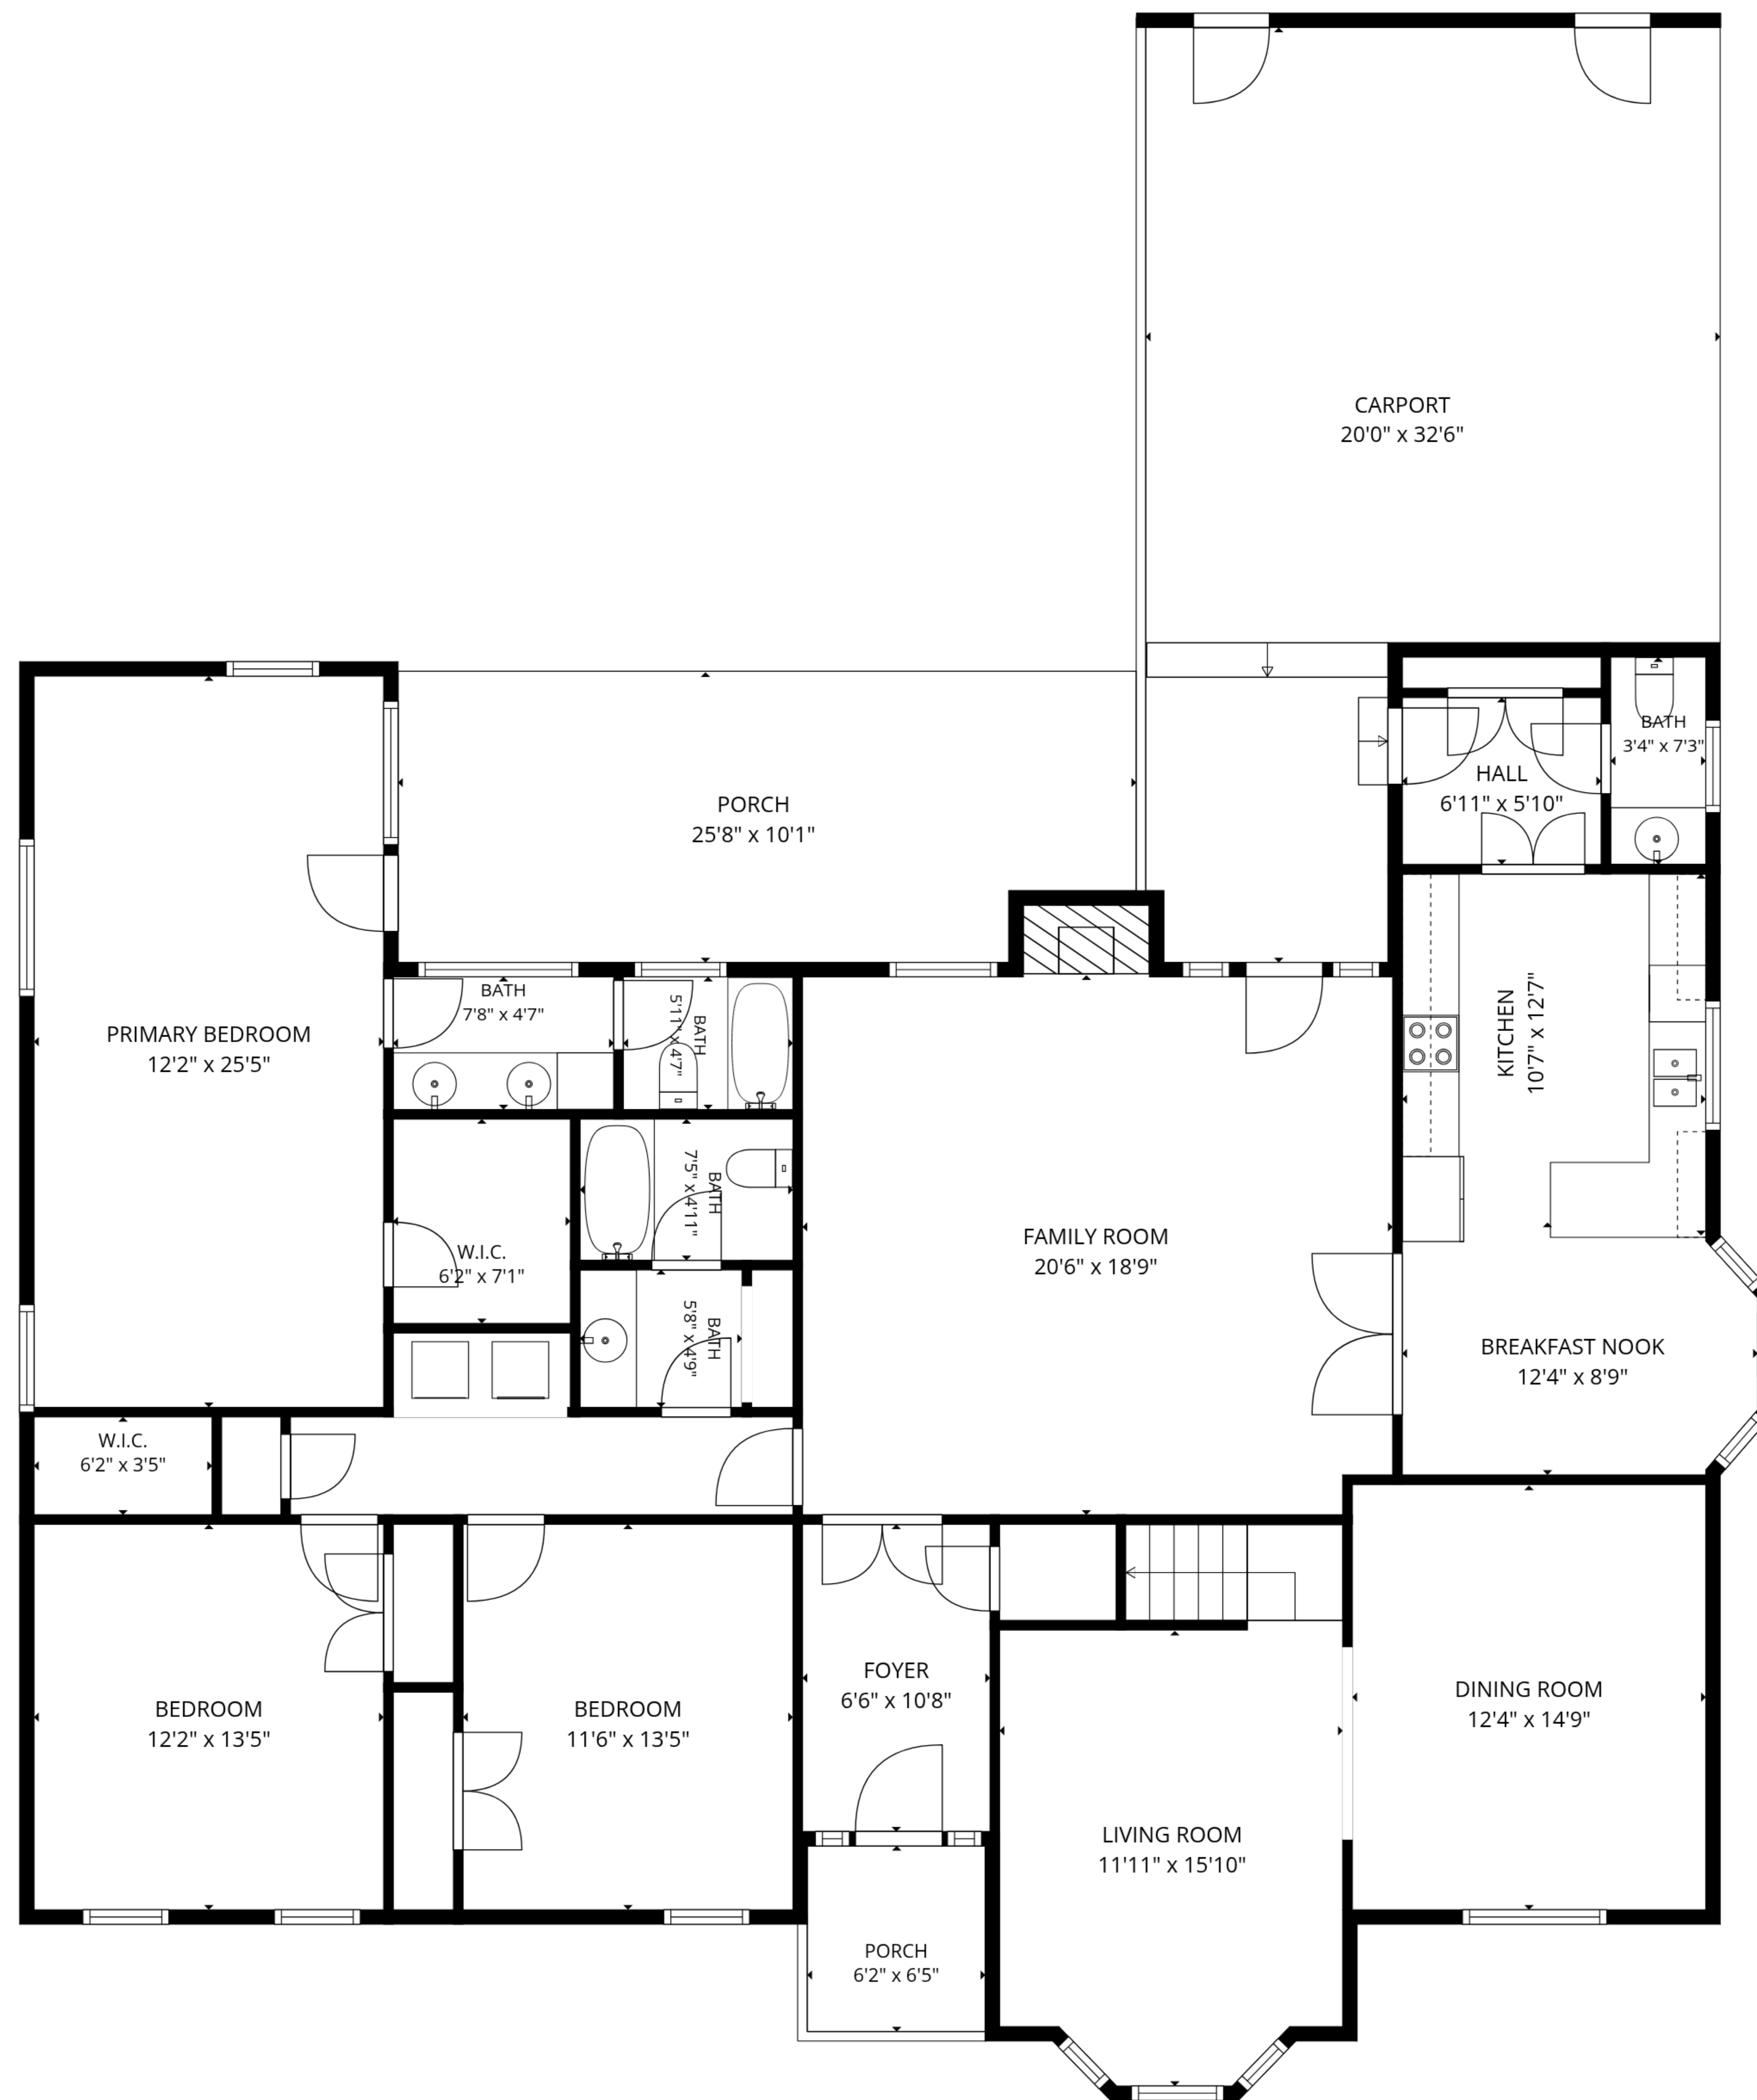 CARPORT
20'0" x 32'6"
BATH
3'4" x 7'3"
HALL
6'11" x 5'10"
PORCH
25'8" x 10'1"
BATH
7'8" x 4'7"
BATH
5'11" x 4'7"
KITCHEN
10'7" x 12'7"
PRIMARY BEDROOM
12'2" x 25'5"
BATH
7'5" x 4'11"
W.I.C.
6'2" x 7'1"
FAMILY ROOM
20'6" x 18'9"
BATH
5'8" x 4'9"
BREAKFAST NOOK
12'4" x 8'9"
W.I.C.
6'2" x 3'5"
FOYER
6'6" x 10'8"
DINING ROOM
12'4" x 14'9"
BEDROOM
12'2" x 13'5"
BEDROOM
11'6" x 13'5"
LIVING ROOM
11'11" x 15'10"
PORCH
6'2" x 6'5"